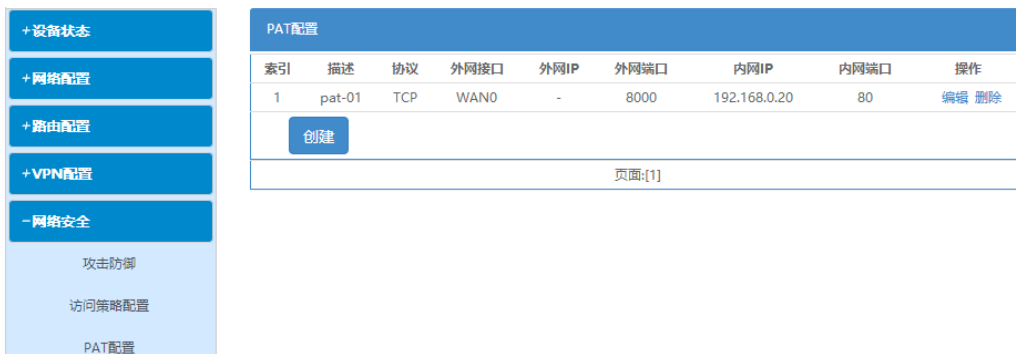 +设备状态
+网络配置
+路由配置
+VPN配置
-网络安全
攻击防御
访问策略配置
PAT配置
PAT配置
索引 描述 协议 外网接口 外网IP 外网端口 内网IP 内网端口 操作
1 pat-01 TCP WAN0 - 8000 192.168.0.20 80 编辑 删除
创建
页面:[1]